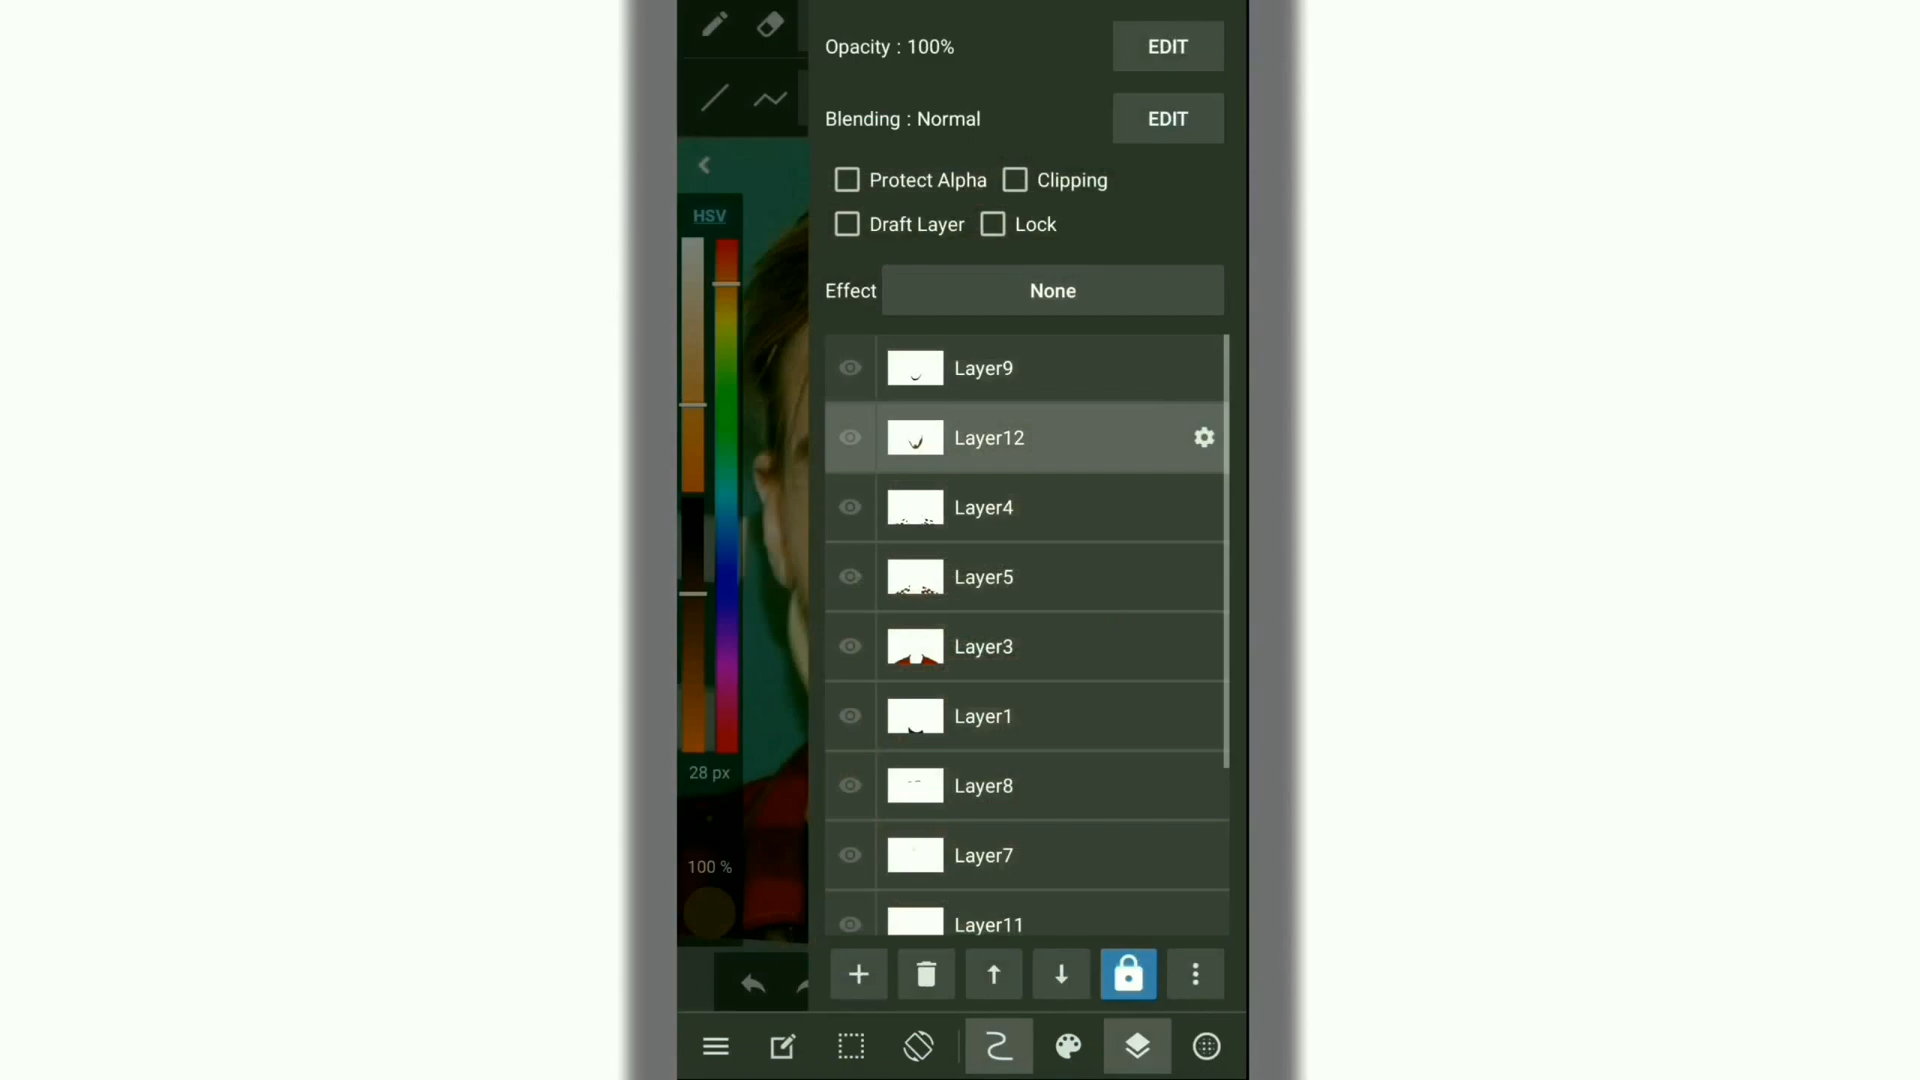 Opacity : 100%
EDIT
Blending : Normal
EDIT
Protect Alpha
Clipping
Draft Layer
Lock
HSV
Effect
None
Layer9
Layer12
Layer4
Layer5
Layer3
Layer1
28 px
Layer8
Layer7
100 %
Layer11